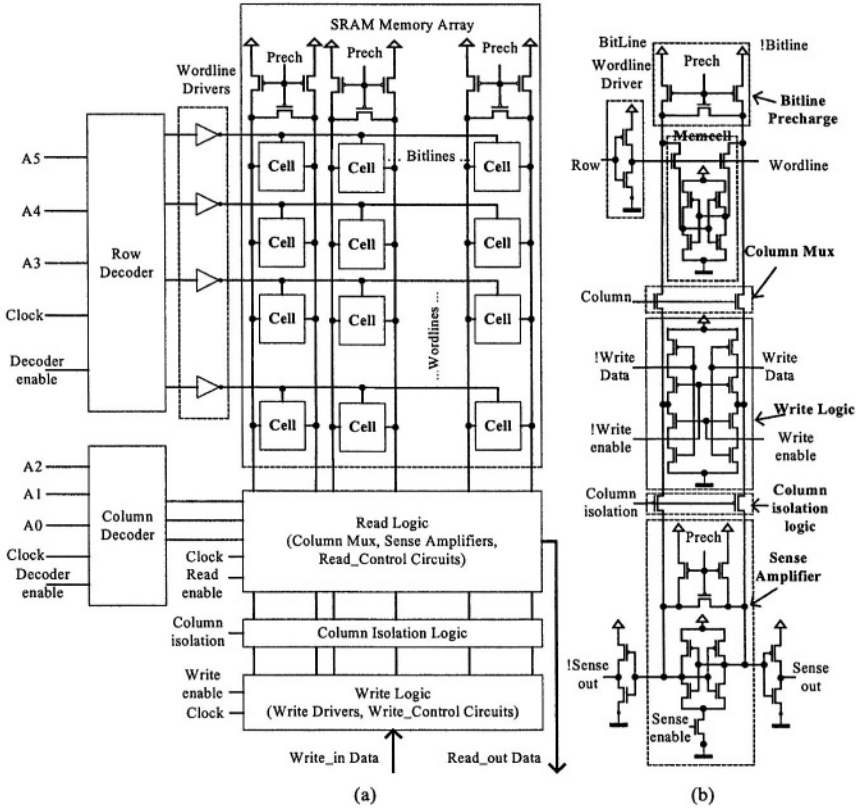 SRAM Memory Array
Prech
Prech
Prech
Wordline
Drivers
A5
A4
A3
Clock
Decoder
enable
Row
Decoder
Cell
Cell
... Bitlines ...
Cell
Cell
Cell
Cell
Cell
Cell
Cell
...Wordlines ...
Cell
Cell
Cell
A2
A1
A0
Clock
Decoder
enable
Column
Decoder
Clock
Read
enable
Read Logic
(Column Mux, Sense Amplifiers,
Read_Control Circuits)
Column
isolation
Column Isolation Logic
Write
enable
Clock
Write Logic
(Write Drivers, Write_Control Circuits)
Write_in Data
Read_out Data
(a)
BitLine
!Bitline
Wordline
Driver
Prech
Bitline
Precharge
Memcell
Row
Wordline
Column Mux
Column
!Write
Data
Write
Data
Write Logic
!Write
enable
Write
enable
Column
isolation
Column
isolation
logic
Prech
Sense
Amplifier
!Sense
out
Sense
out
Sense
enable
(b)